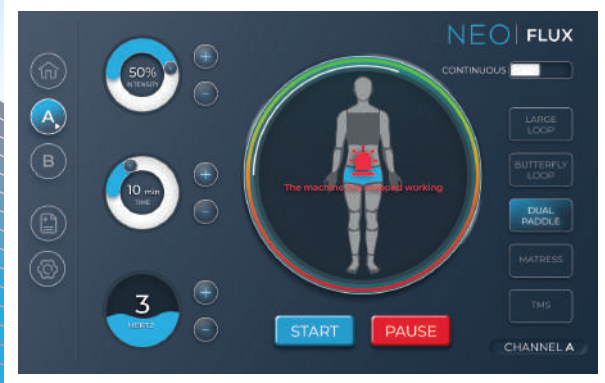 NEO FLUX
CONTINUOUS
50%
INTENSITY
A
B
10 min
TIME
3
HERTZ
The machine stopped working
START
PAUSE
LARGE
LOOP
BUTTERFLY
LOOP
DUAL
PADDLE
MATRESS
TMS
CHANNEL A